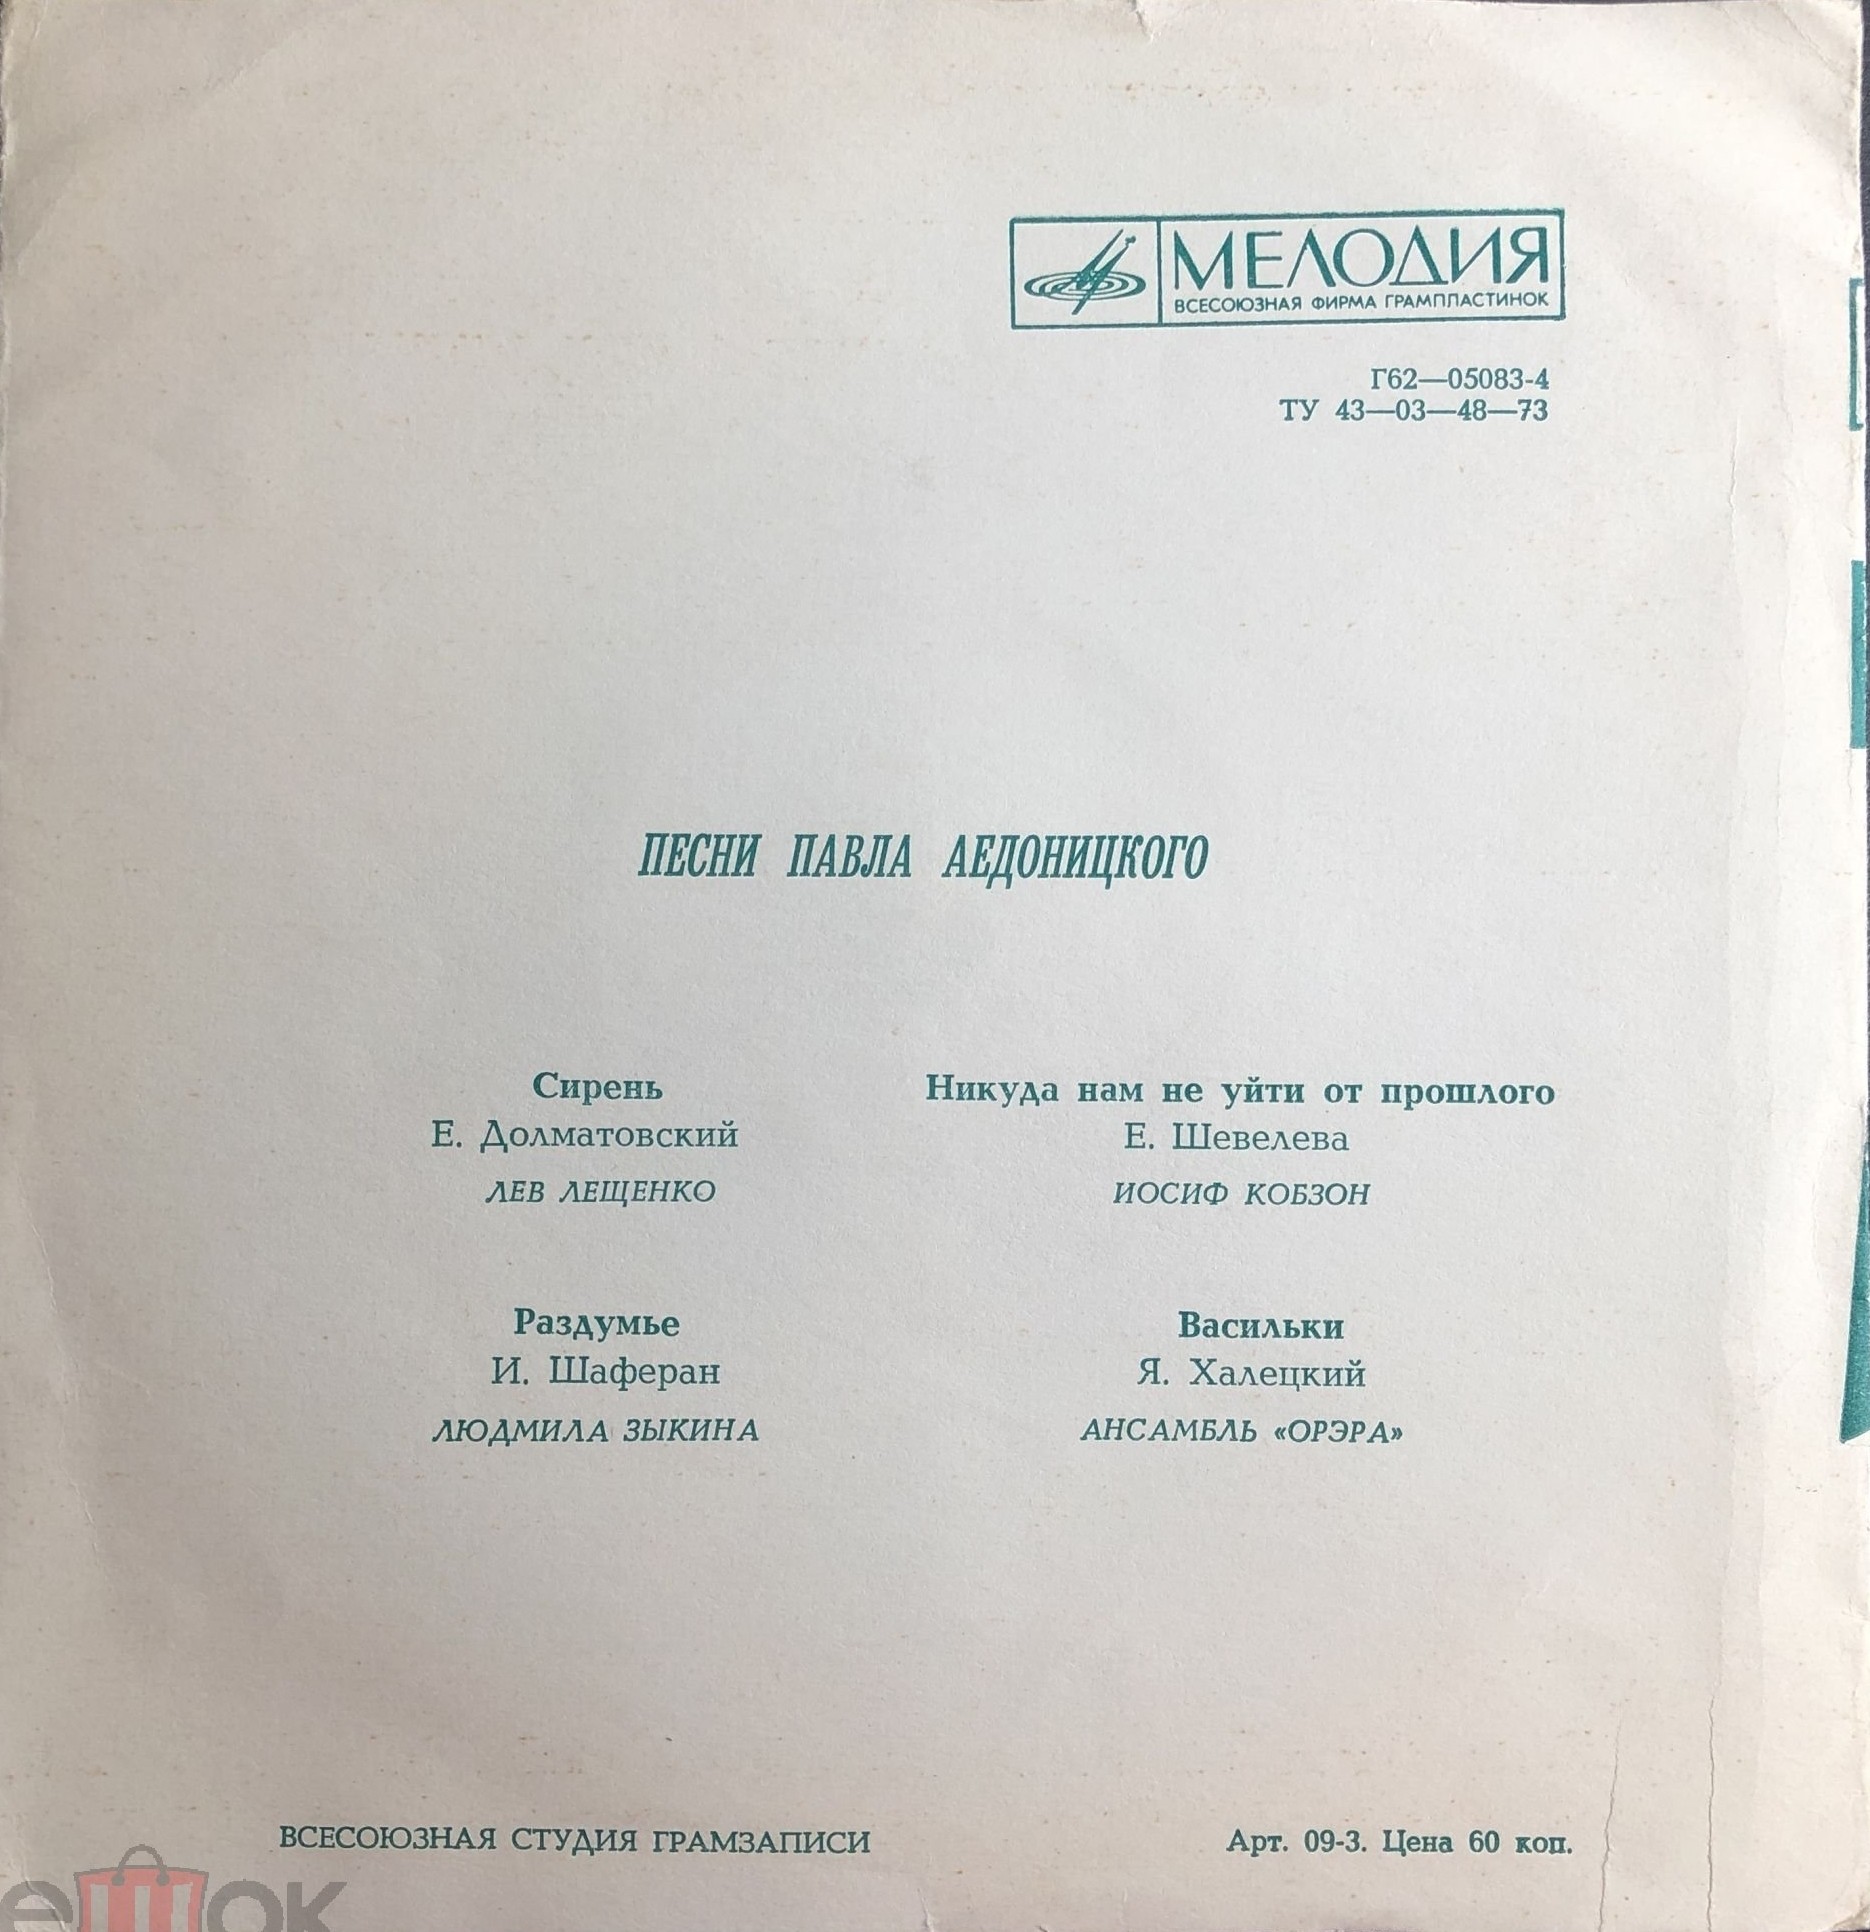 МЕЛОДИЯ
ВСЕСОЮЗНАЯ ФИРМА ГРАМПЛАСТИНОК
Г62—05083-4
ТУ 43—03—48—73
ПЕСНИ ПАВЛА АЕДОНИЦКОГО
Сирень
Е. Долматовский
ЛЕВ ЛЕЩЕНКО
Никуда нам не уйти от прошлого
Е. Шевелева
ИОСИФ КОБЗОН
Раздумье
И. Шаферан
ЛЮДМИЛА ЗЫКИНА
Васильки
Я. Халецкий
АНСАМБЛЬ «ОРЭРА»
ВСЕСОЮЗНАЯ СТУДИЯ ГРАМЗАПИСИ
Арт. 09-3. Цена 60 коп.
ешок